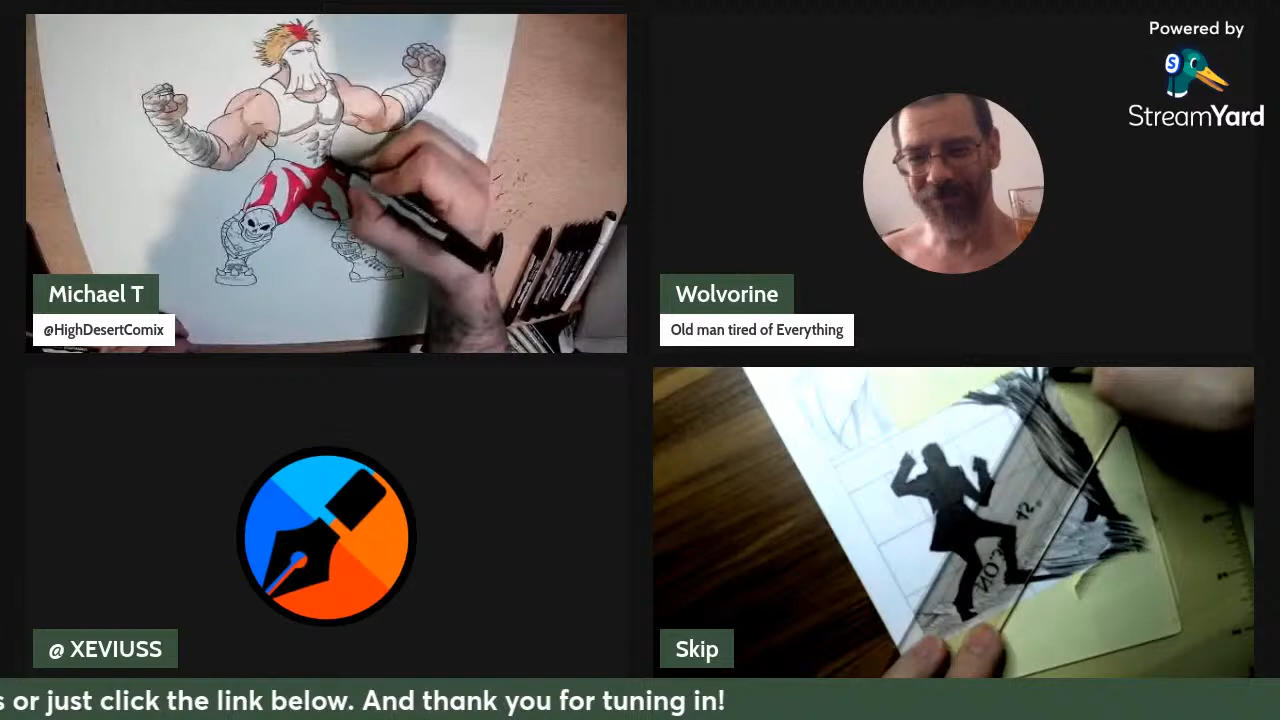 Powered by
StreamYard
Michael T
@HighDesertComix
Wolvorine
Old man tired of Everything
@ XEVIUSS
Skip
s or just click the link below. And thank you for tuning in!